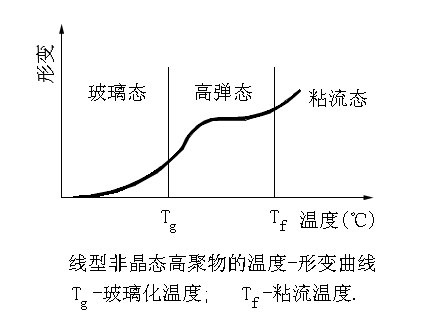 形变
玻璃态
高弹态
粘流态
Tg
Tf
温度(℃)
线型非晶态高聚物的温度-形变曲线
Tg-玻璃化温度; Tf-粘流温度.